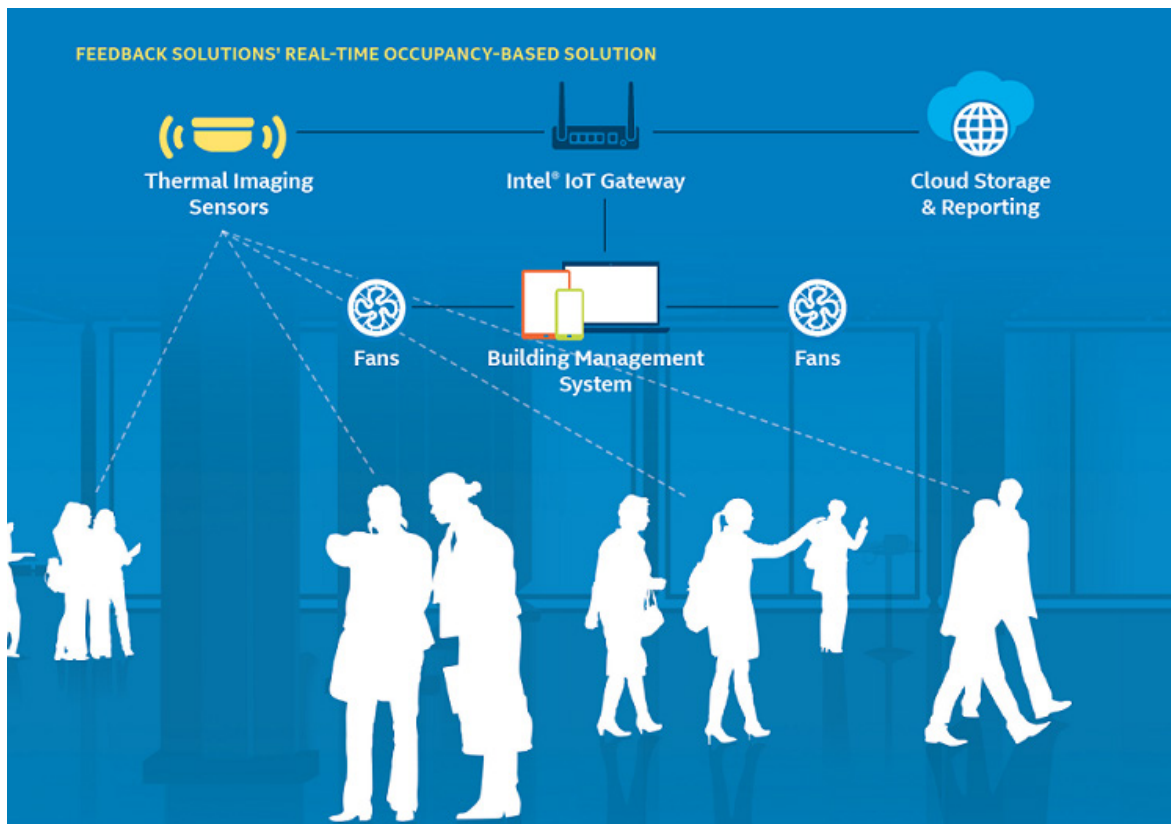 FEEDBACK SOLUTIONS' REAL-TIME OCCUPANCY-BASED SOLUTION
Thermal Imaging
Sensors
Intel® IoT Gateway
Cloud Storage
& Reporting
Fans
Building Management
System
Fans